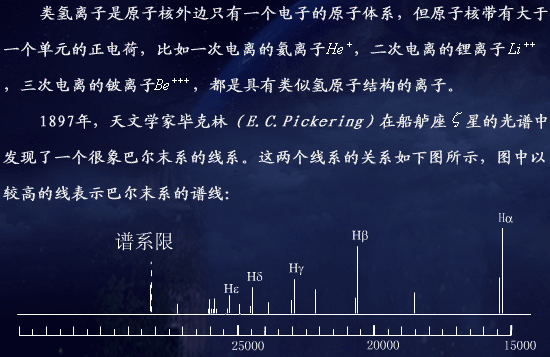 类氢离子是原子核外边只有一个电子的原子体系，但原子核带有大于
一个单元的正电荷，比如一次电离的氦离子He⁺，二次电离的锂离子Li⁺⁺
，三次电离的铍离子Be⁺⁺⁺，都是具有类似氢原子结构的离子。
1897年，天文学家毕克林（E.C.Pickering）在船舻座ζ星的光谱中
发现了一个很象巴尔末系的线系。这两个线系的关系如下图所示，图中以
较高的线表示巴尔末系的谱线：
Hα
谱系限
Hβ
Hγ
Hδ
Hε
25000 20000 15000